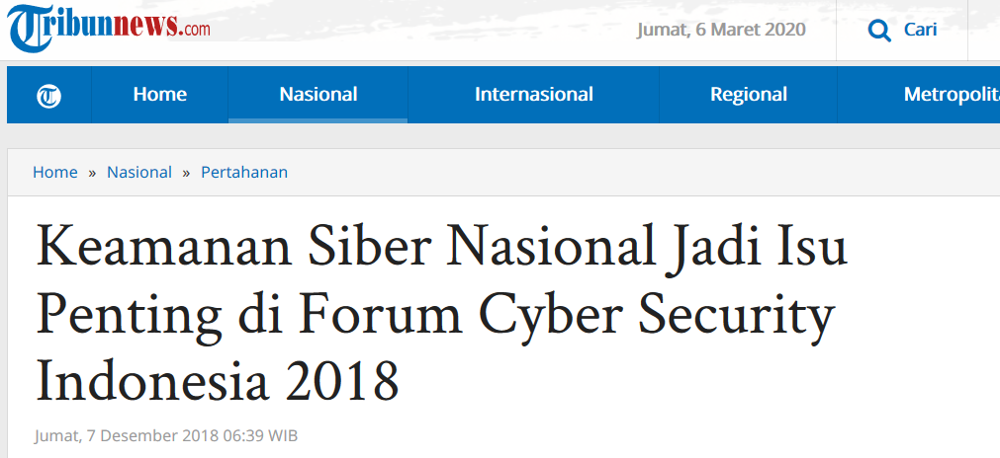 Tribunnews.com
Jumat, 6 Maret 2020
Cari
Home
Nasional
Internasional
Regional
Metropolit
Home » Nasional » Pertahanan
Keamanan Siber Nasional Jadi Isu
Penting di Forum Cyber Security
Indonesia 2018
Jumat, 7 Desember 2018 06:39 WIB